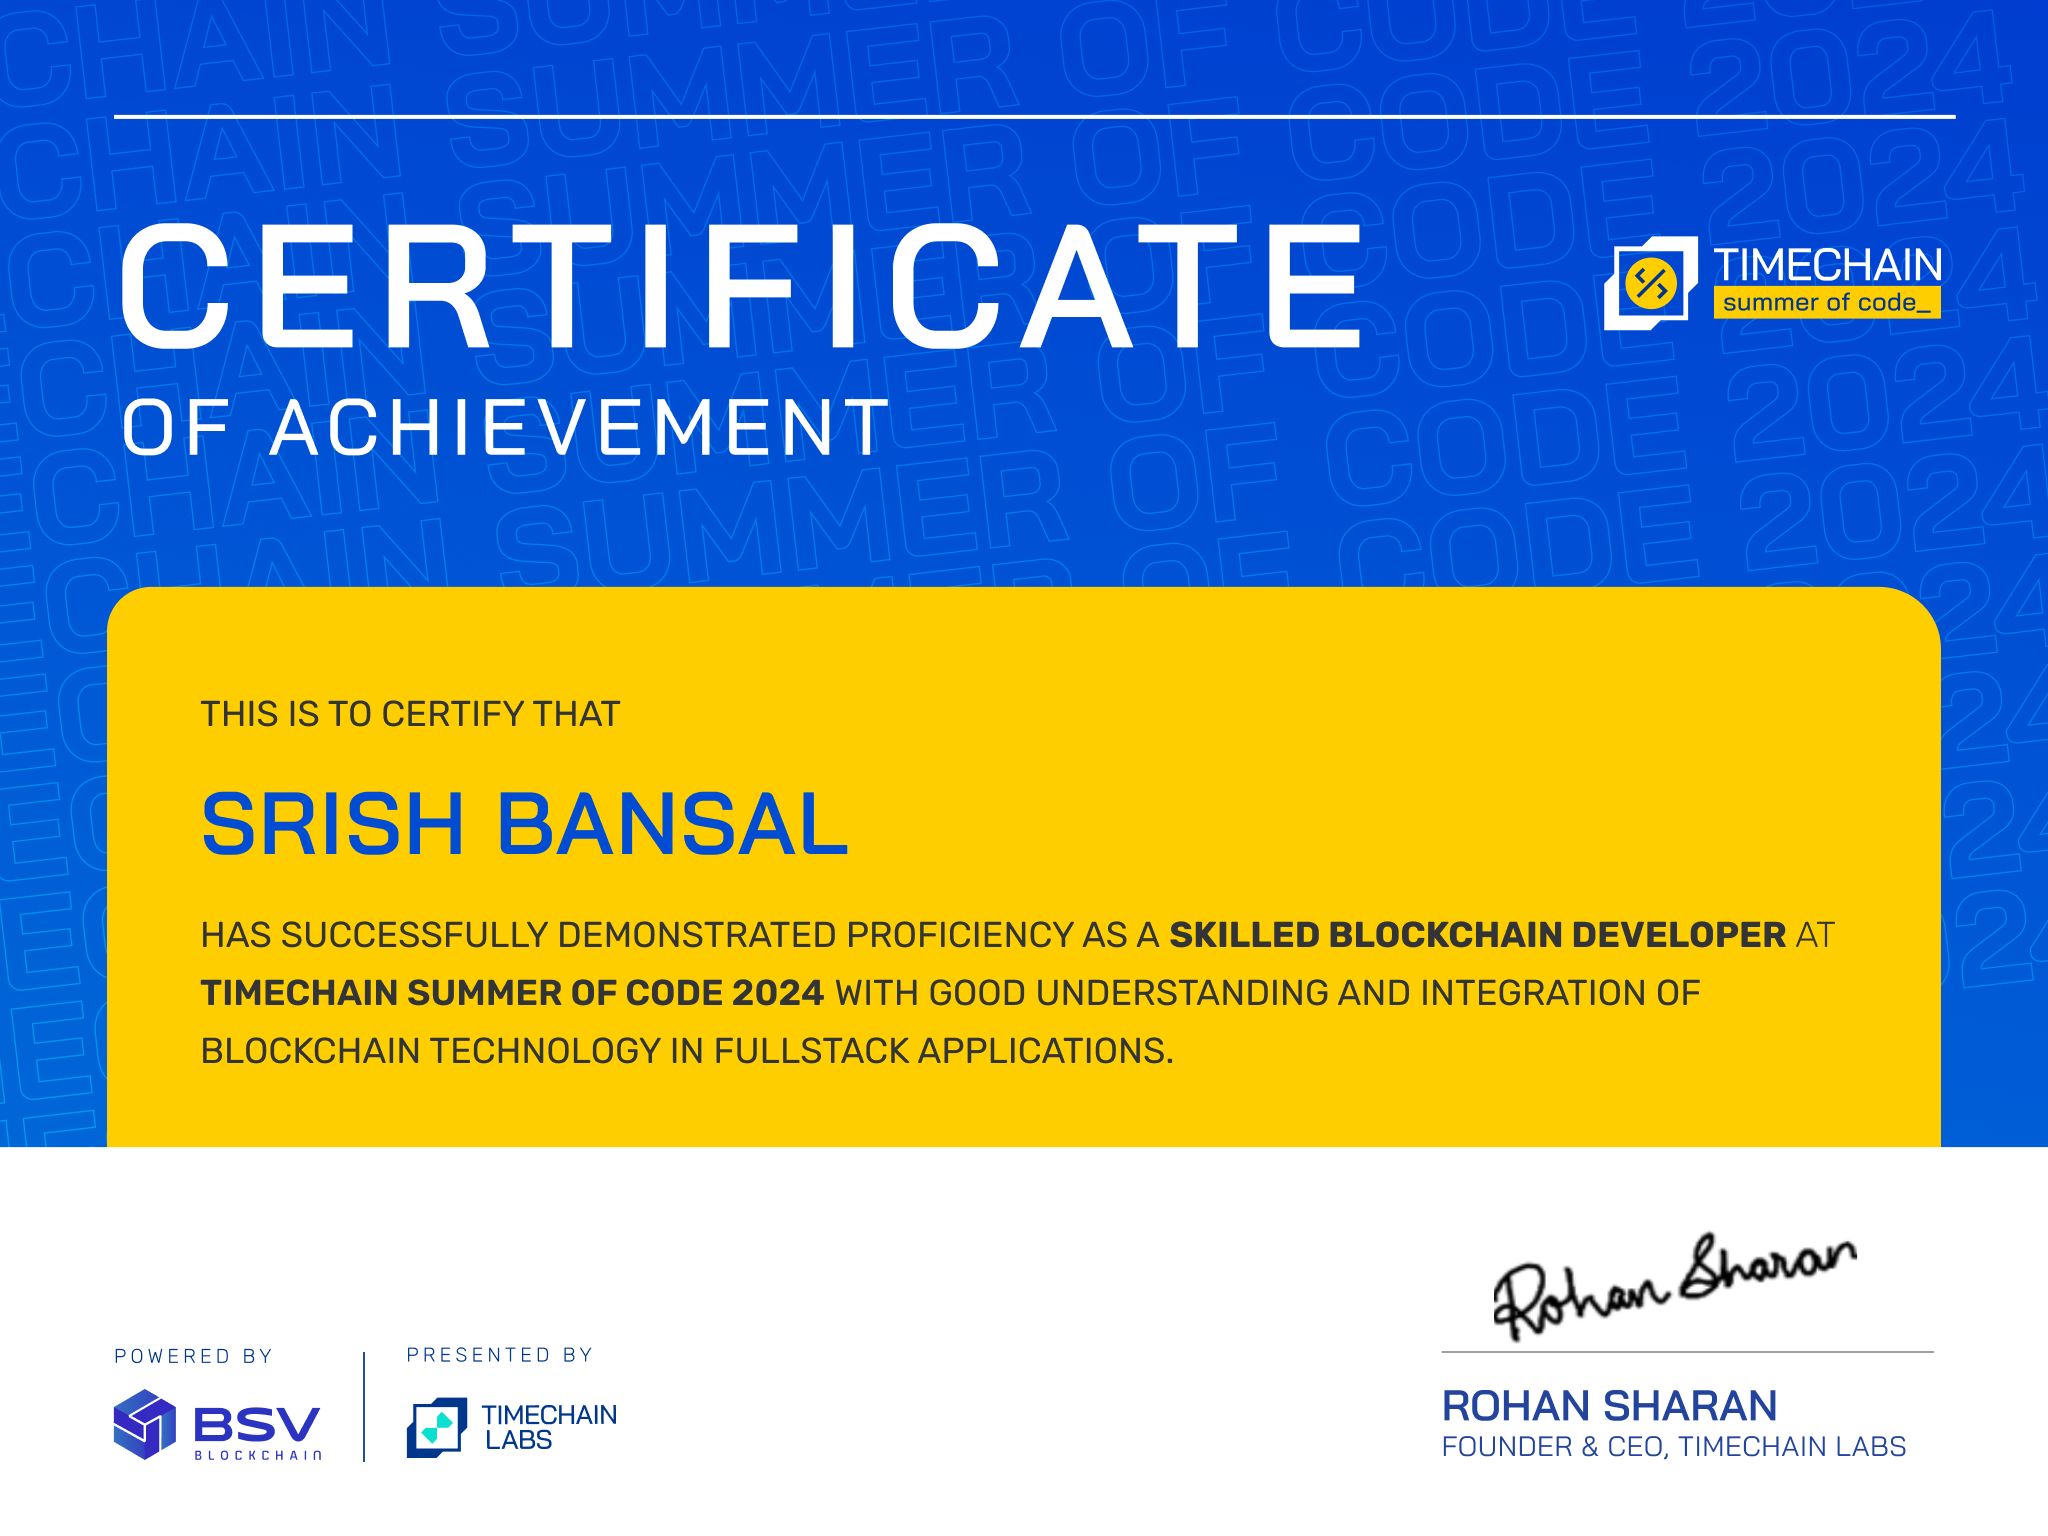 CERTIFICATE
OF ACHIEVEMENT
TIMECHAIN
summer of code_
THIS IS TO CERTIFY THAT
SRISH BANSAL
HAS SUCCESSFULLY DEMONSTRATED PROFICIENCY AS A SKILLED BLOCKCHAIN DEVELOPER AT
TIMECHAIN SUMMER OF CODE 2024 WITH GOOD UNDERSTANDING AND INTEGRATION OF
BLOCKCHAIN TECHNOLOGY IN FULLSTACK APPLICATIONS.
Rohan Sharan
POWERED BY
BSV
BLOCKCHAIN
PRESENTED BY
TIMECHAIN
LABS
ROHAN SHARAN
FOUNDER & CEO, TIMECHAIN LABS